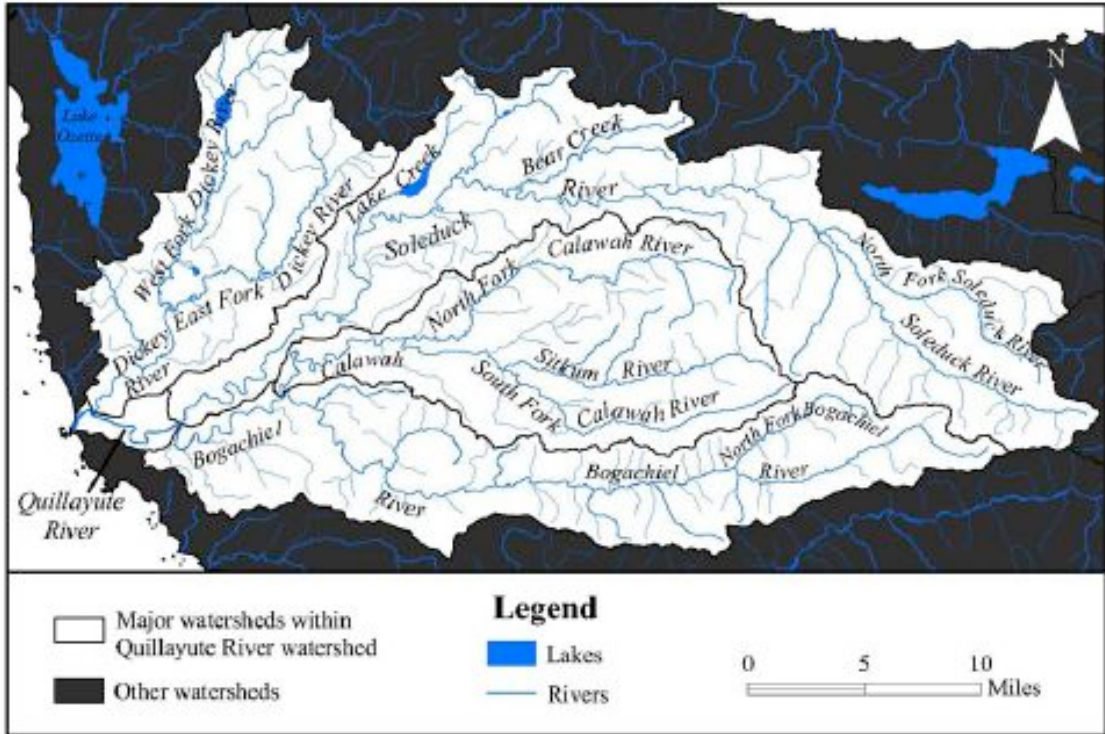 N
Lake
Ozette
West Fork Dickey River
Dickey River
East Fork Dickey River
Lake Creek
Bear Creek
Soleduck River
North Fork Soleduck River
Soleduck River
North Fork Calawah River
Calawah
Sitkum River
South Fork Calawah River
North Fork Bogachiel
Bogachiel River
Bogachiel River
Quillayute
River
Legend
Major watersheds within
Quillayute River watershed
Other watersheds
Lakes
Rivers
0 5 10
Miles